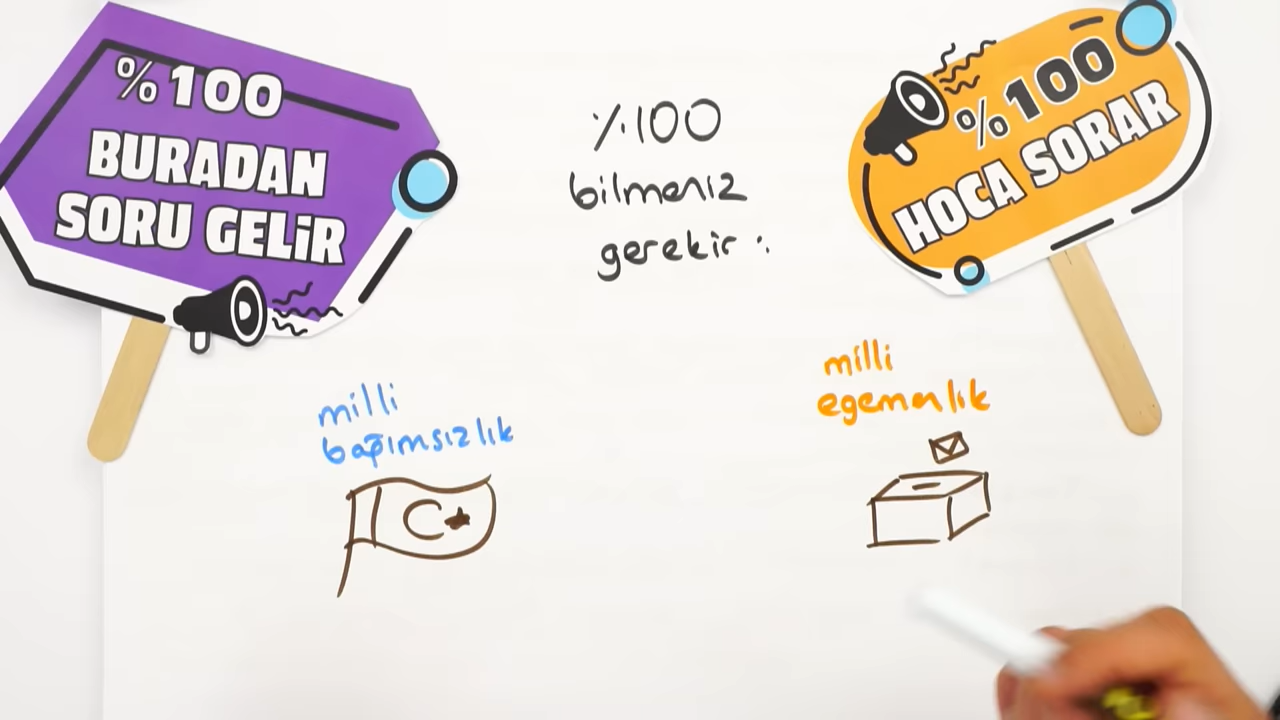 %100
BURADAN
SORU GELİR
%100
bilmeniz
gerekir :
%100
HOCA SORAR
milli
bağımsızlık
milli
egemenlik